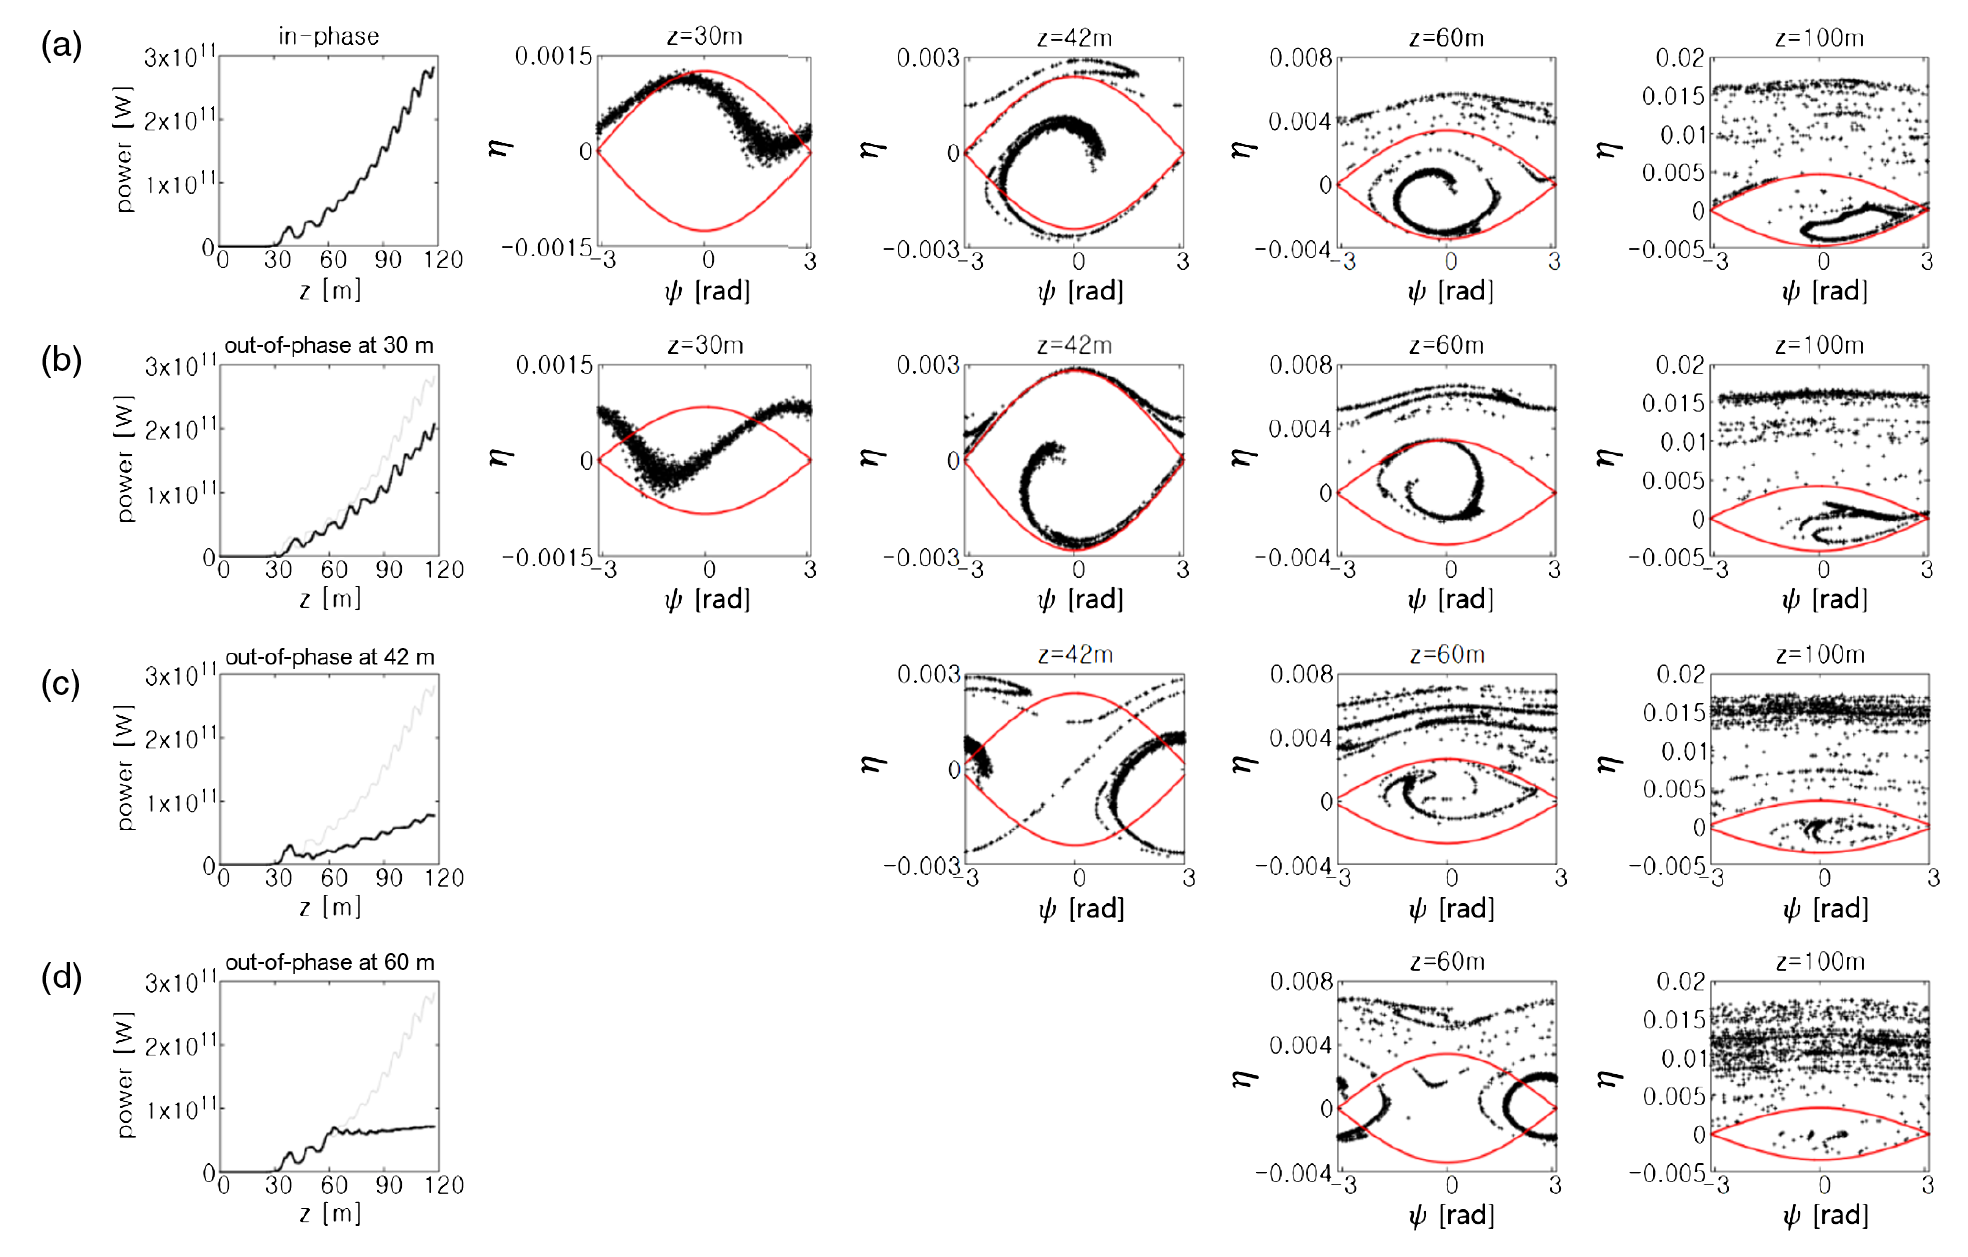 (a)
in-phase
3x10^11
2x10^11
1x10^11
0
power [W]
0 30 60 90 120
z [m]
z=30m
0.0015
0
-0.0015
η
-3 0 3
ψ [rad]
z=42m
0.003
0
-0.003
η
-3 0 3
ψ [rad]
z=60m
0.008
0.004
0
-0.004
η
-3 0 3
ψ [rad]
z=100m
0.02
0.015
0.01
0.005
0
-0.005
η
-3 0 3
ψ [rad]
(b)
out-of-phase at 30 m
3x10^11
2x10^11
1x10^11
0
power [W]
0 30 60 90 120
z [m]
z=30m
0.0015
0
-0.0015
η
-3 0 3
ψ [rad]
z=42m
0.003
0
-0.003
η
-3 0 3
ψ [rad]
z=60m
0.008
0.004
0
-0.004
η
-3 0 3
ψ [rad]
z=100m
0.02
0.015
0.01
0.005
0
-0.005
η
-3 0 3
ψ [rad]
(c)
out-of-phase at 42 m
3x10^11
2x10^11
1x10^11
0
power [W]
0 30 60 90 120
z [m]
z=42m
0.003
0
-0.003
η
-3 0 3
ψ [rad]
z=60m
0.008
0.004
0
-0.004
η
-3 0 3
ψ [rad]
z=100m
0.02
0.015
0.01
0.005
0
-0.005
η
-3 0 3
ψ [rad]
(d)
out-of-phase at 60 m
3x10^11
2x10^11
1x10^11
0
power [W]
0 30 60 90 120
z [m]
z=60m
0.008
0.004
0
-0.004
η
-3 0 3
ψ [rad]
z=100m
0.02
0.015
0.01
0.005
0
-0.005
η
-3 0 3
ψ [rad]